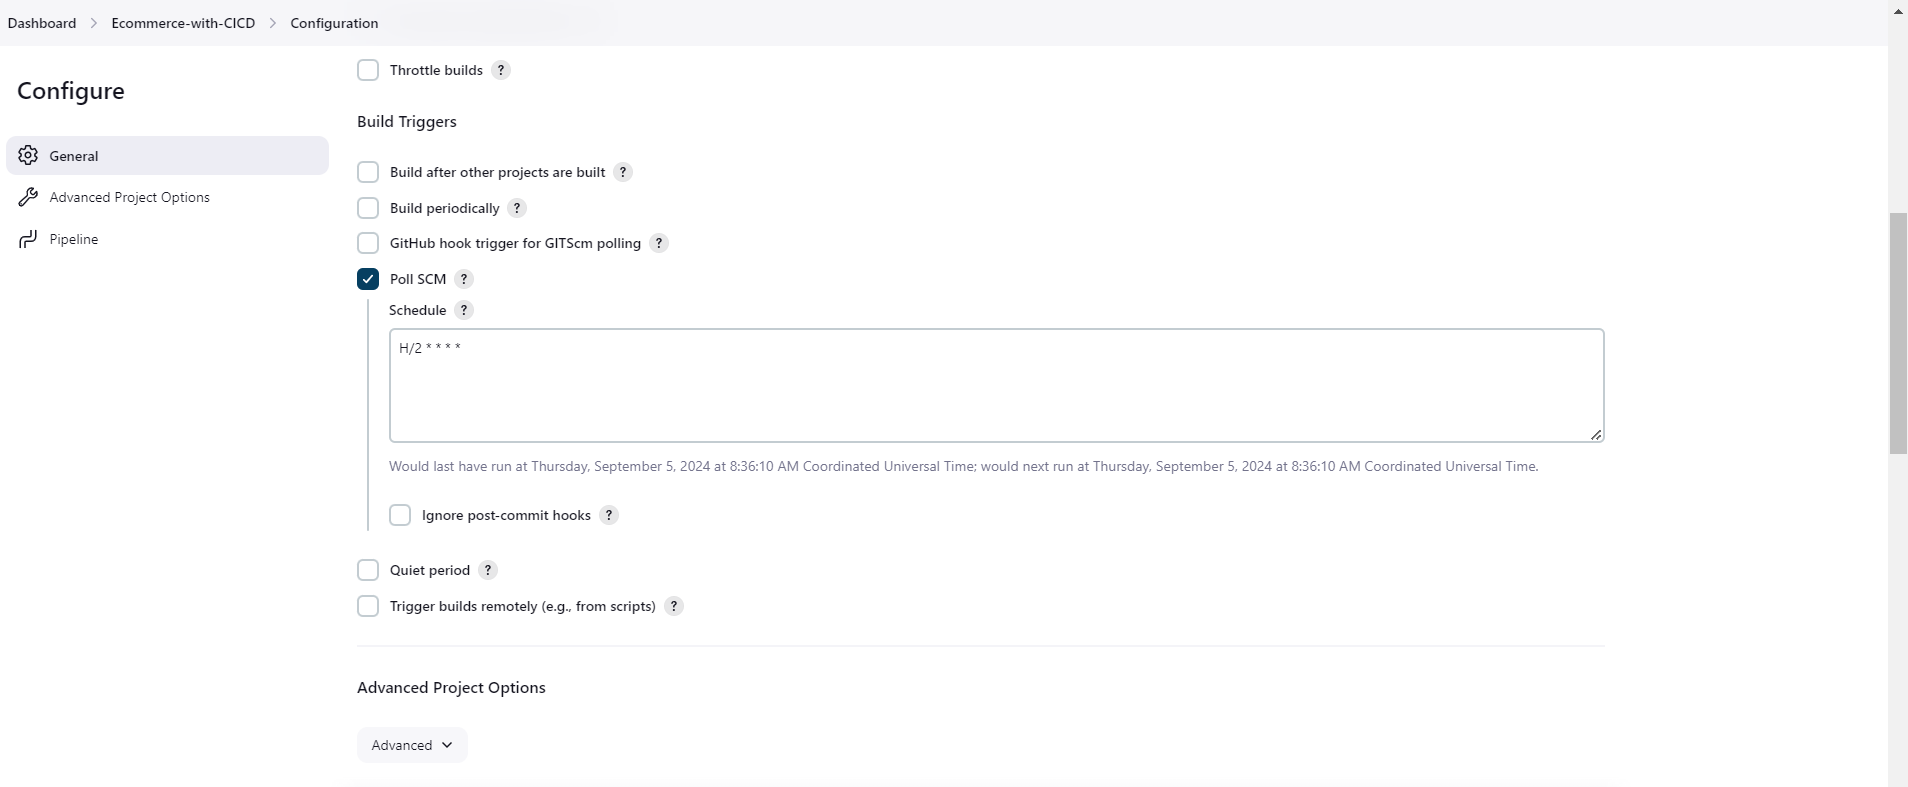 Dashboard > Ecommerce-with-CICD > Configuration
Configure
General
Advanced Project Options
Pipeline
Throttle builds ?
Build Triggers
Build after other projects are built ?
Build periodically ?
GitHub hook trigger for GITScm polling ?
Poll SCM ?
Schedule ?
H/2 * * * *
Would last have run at Thursday, September 5, 2024 at 8:36:10 AM Coordinated Universal Time; would next run at Thursday, September 5, 2024 at 8:36:10 AM Coordinated Universal Time.
Ignore post-commit hooks ?
Quiet period ?
Trigger builds remotely (e.g., from scripts) ?
Advanced Project Options
Advanced